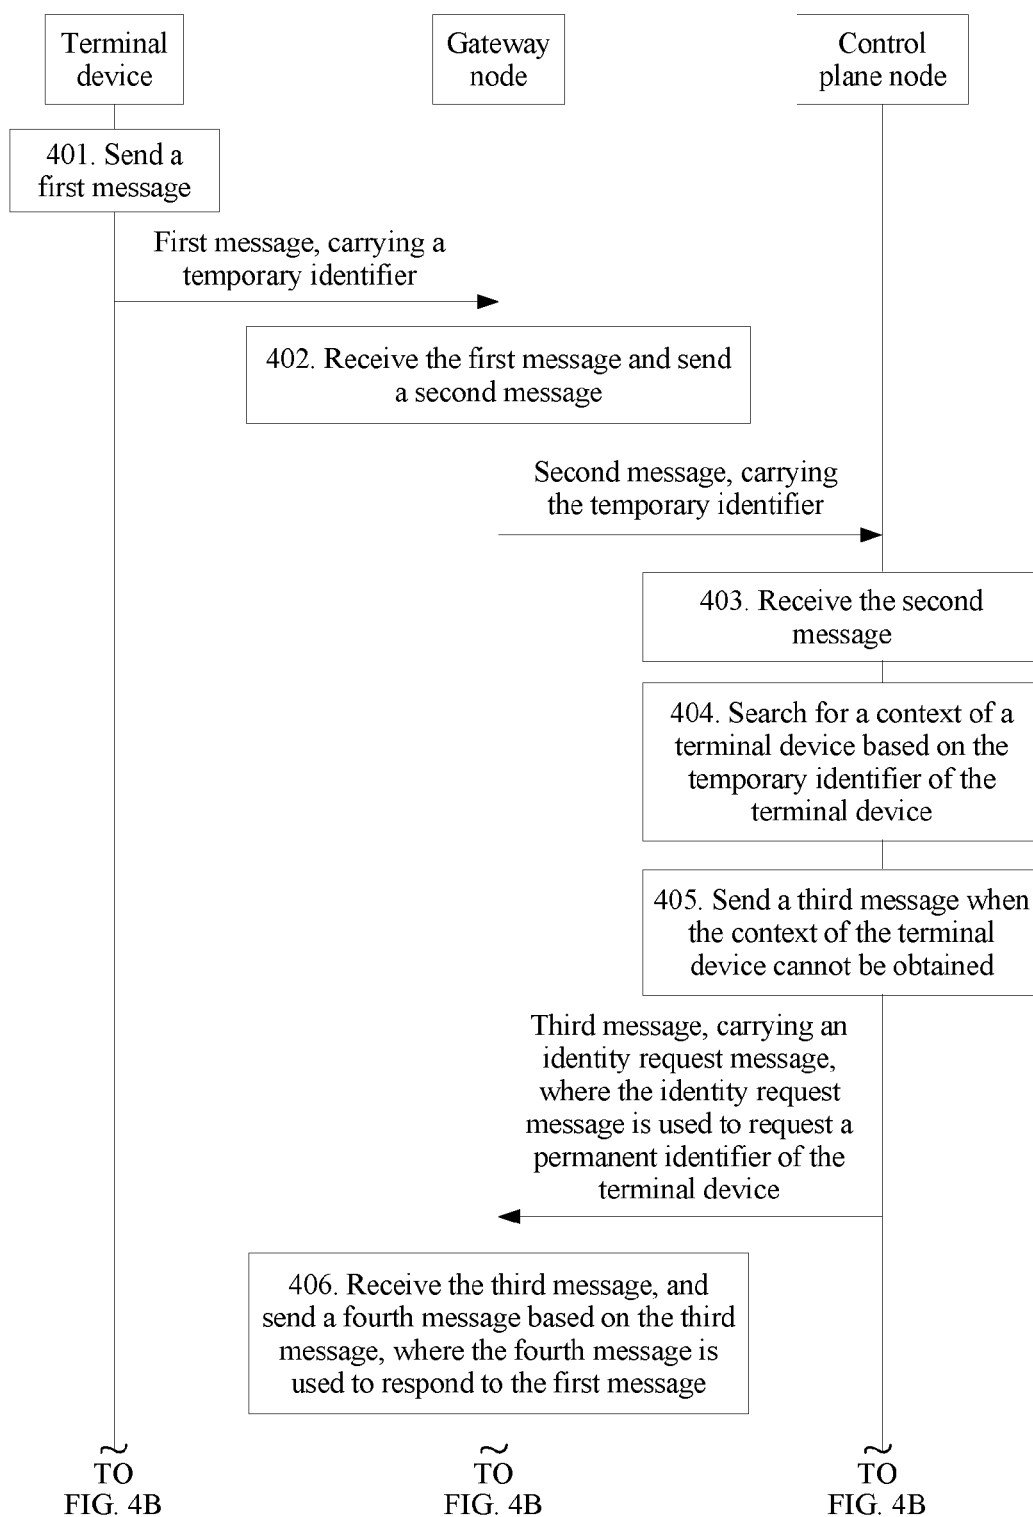 Terminal
device
Gateway
node
Control
plane node
401. Send a
first message
First message, carrying a
temporary identifier
402. Receive the first message and send
a second message
Second message, carrying
the temporary identifier
403. Receive the second
message
404. Search for a context of a
terminal device based on the
temporary identifier of the
terminal device
405. Send a third message when
the context of the terminal
device cannot be obtained
Third message, carrying an
identity request message,
where the identity request
message is used to request a
permanent identifier of the
terminal device
406. Receive the third message, and
send a fourth message based on the third
message, where the fourth message is
used to respond to the first message
TO
FIG. 4B
TO
FIG. 4B
TO
FIG. 4B